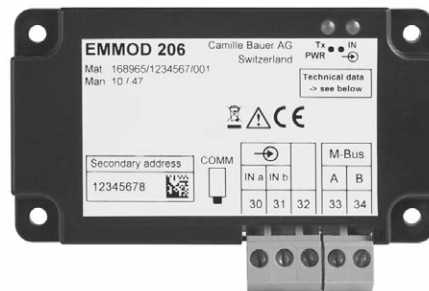 EMMOD 206
Camille Bauer AG
Switzerland
Tx IN
PWR
Mat 168965/1234567/001
Man 10 / 47
Technical data
-> see below
CE
Secondary address
12345678
COMM
M-Bus
IN a IN b A B
30 31 32 33 34